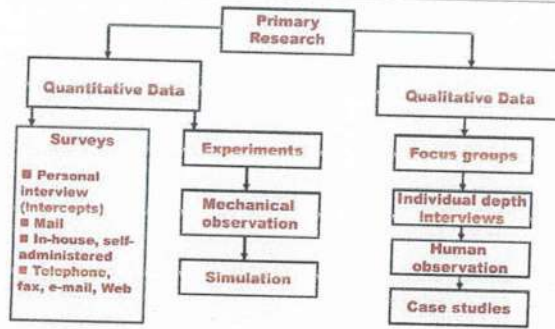 Primary
Research
Quantitative Data
Qualitative Data
Surveys
■ Personal
interview
(Intercepts)
■ Mail
■ In-house, self-
administered
■ Telephone,
fax, e-mail, Web
Experiments
Mechanical
observation
Simulation
Focus groups
Individual depth
interviews
Human
observation
Case studies